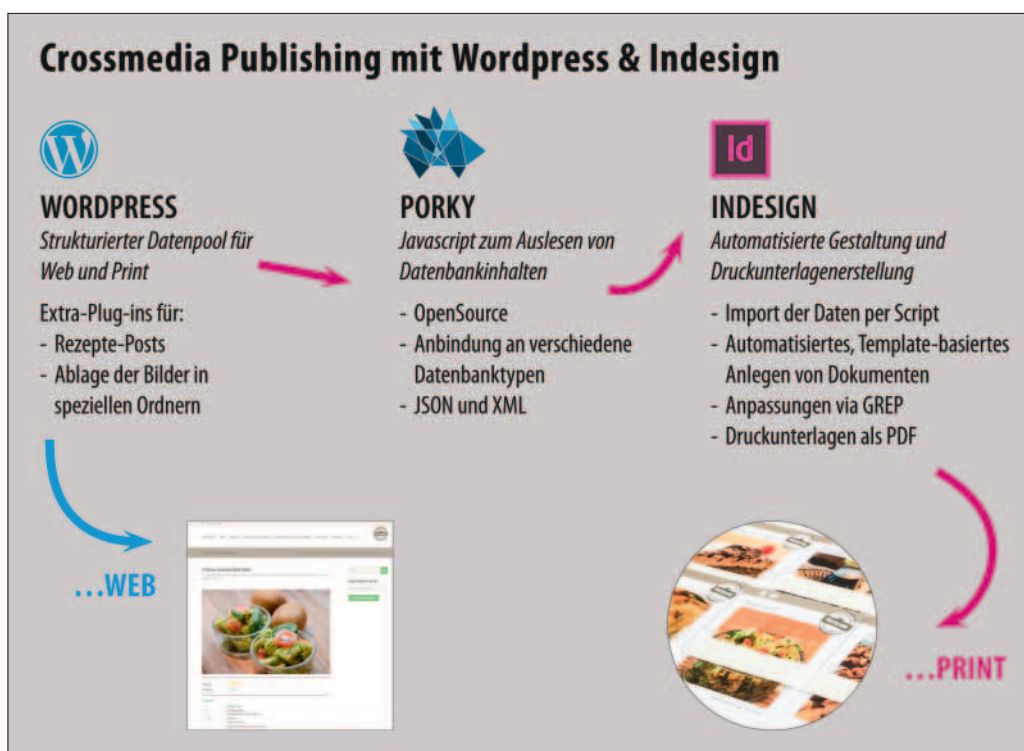 Crossmedia Publishing mit Wordpress & Indesign
WORDPRESS
Strukturierter Datenpool für
Web und Print
Extra-Plug-ins für:
- Rezepte-Posts
- Ablage der Bilder in
speziellen Ordnern
...WEB
PORKY
Javascript zum Auslesen von
Datenbankinhalten
- OpenSource
- Anbindung an verschiedene
Datenbanktypen
- JSON und XML
Id
INDESIGN
Automatisierte Gestaltung und
Druckunterlagenerstellung
- Import der Daten per Script
- Automatisiertes, Template-basiertes
Anlegen von Dokumenten
- Anpassungen via GREP
- Druckunterlagen als PDF
...PRINT